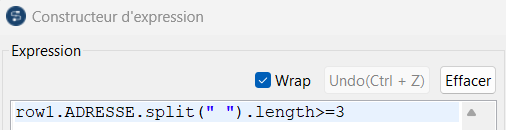 Constructeur d'expression
Expression
Wrap Undo(Ctrl + Z) Effacer
row1.ADRESSE.split(" ").length>=3